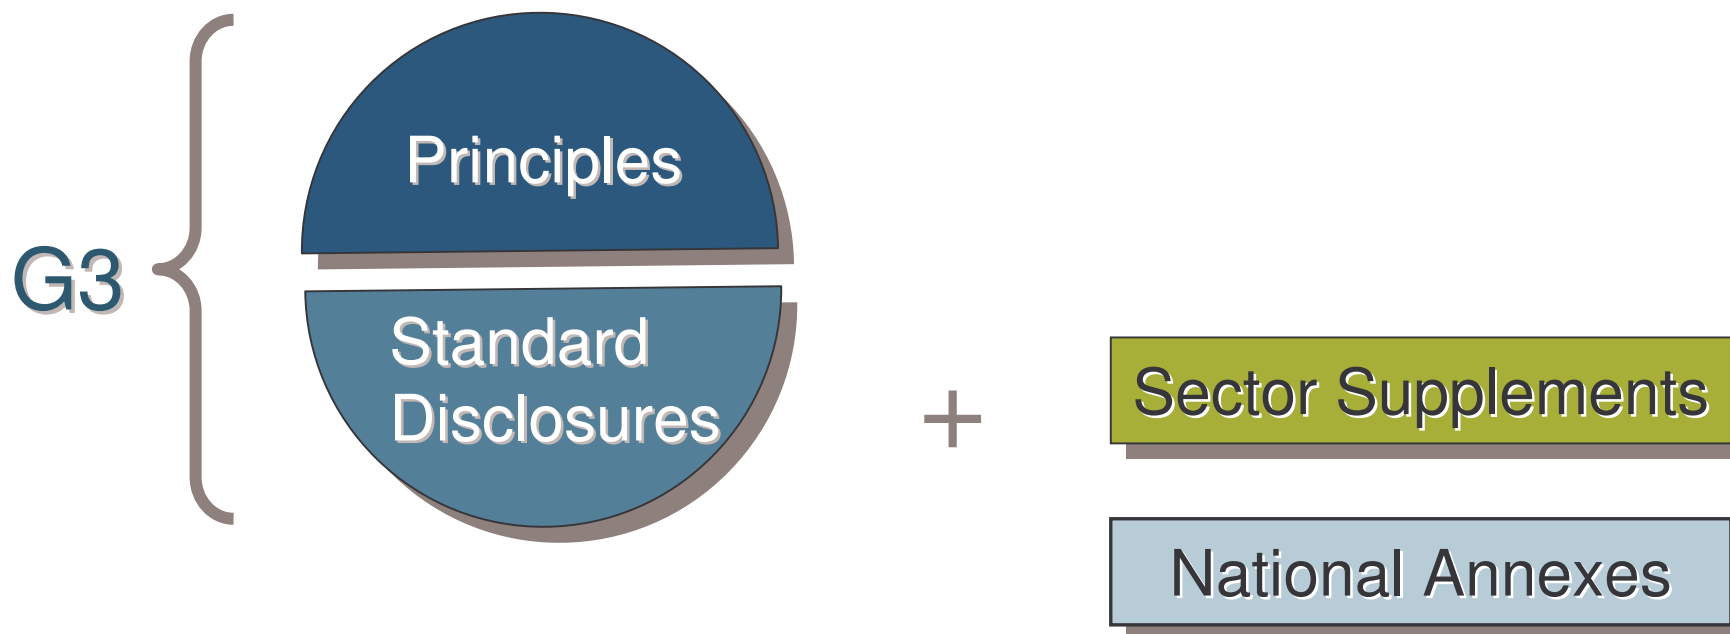 Principles
G3
Standard
Disclosures
+
Sector Supplements
National Annexes